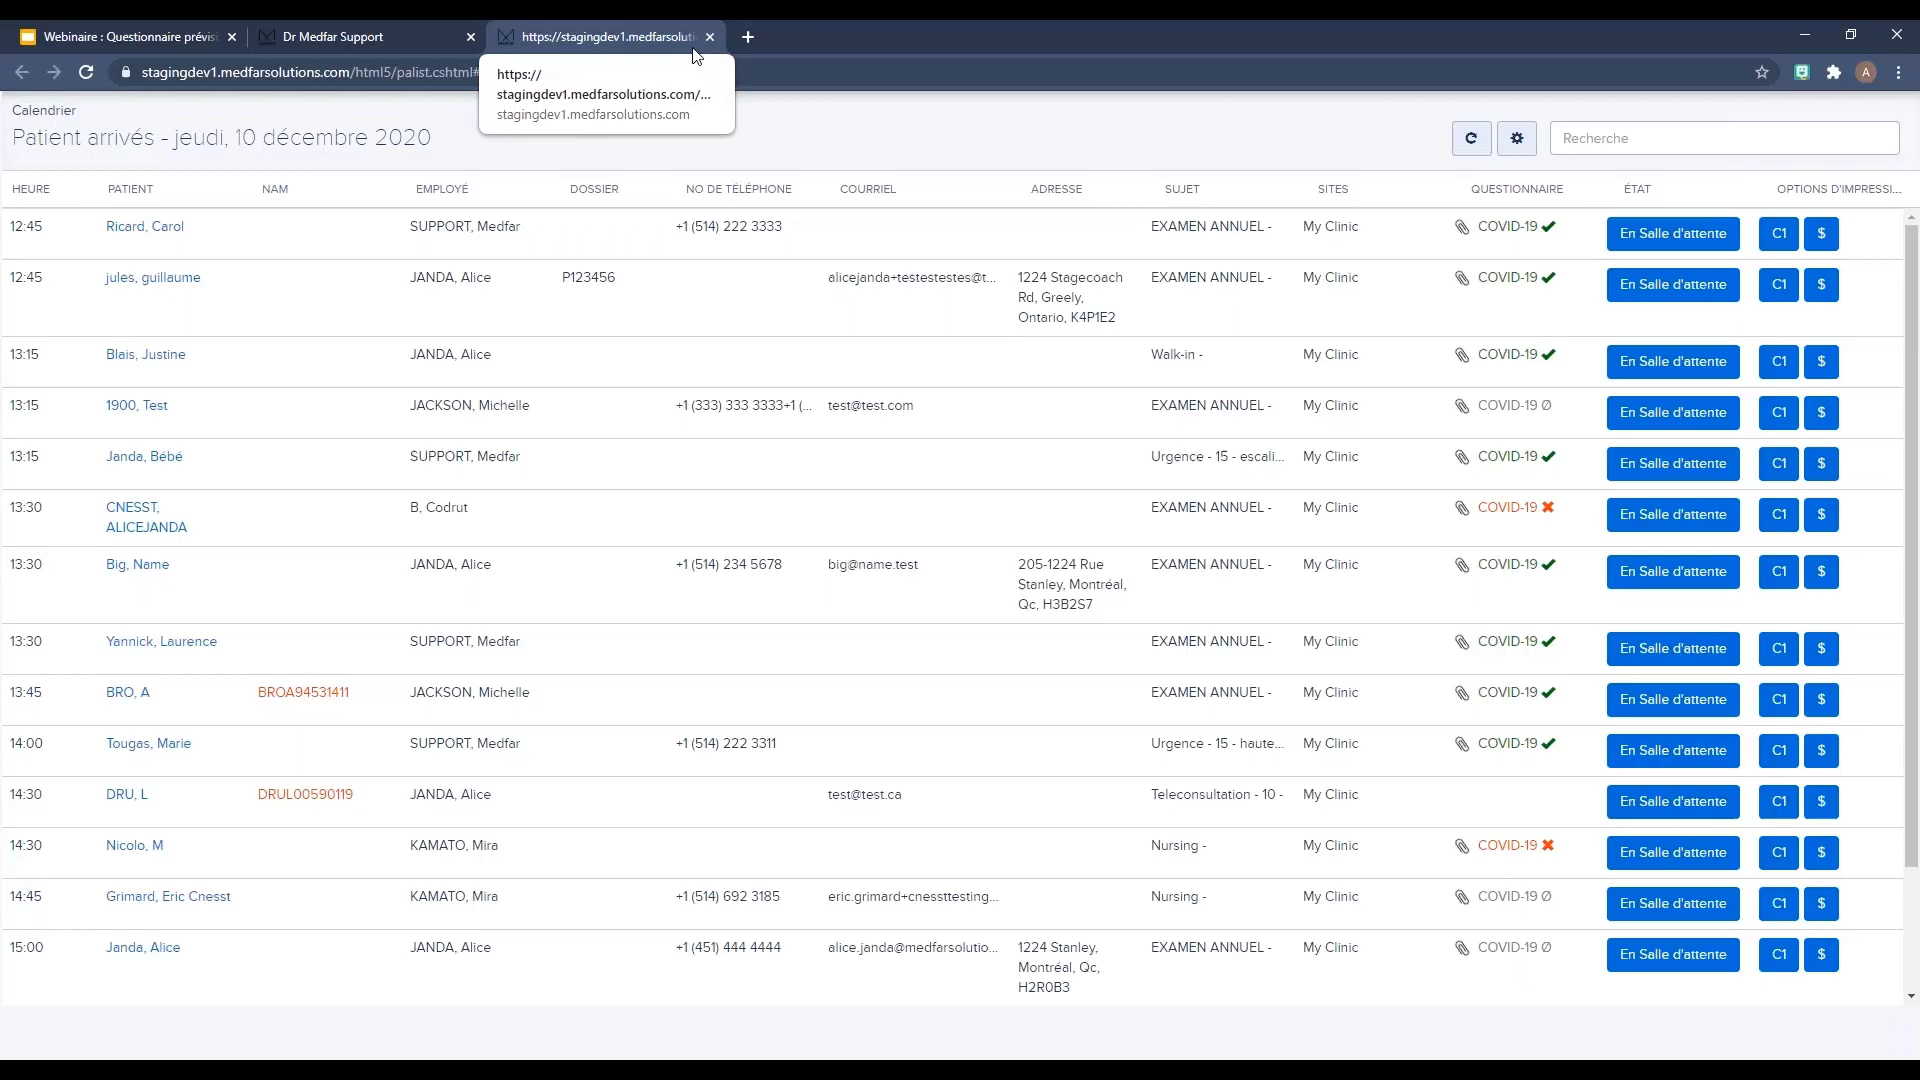 Webinaire : Questionnaire prévis
Dr Medfar Support
https://stagingdev1.medfarsoluti
stagingdev1.medfarsolutions.com/html5/palist.cshtml#
https://
stagingdev1.medfarsolutions.com/...
stagingdev1.medfarsolutions.com
A
Calendrier
Patient arrivés - jeudi, 10 décembre 2020
Recherche
HEURE PATIENT NAM EMPLOYÉ DOSSIER NO DE TÉLÉPHONE COURRIEL ADRESSE SUJET SITES QUESTIONNAIRE ÉTAT OPTIONS D'IMPRESSI...
12:45 Ricard, Carol SUPPORT, Medfar +1 (514) 222 3333 EXAMEN ANNUEL - My Clinic COVID-19 ✔ En Salle d'attente C1 $
12:45 jules, guillaume JANDA, Alice P123456 alicejanda+testestestes@t... 1224 Stagecoach EXAMEN ANNUEL - My Clinic COVID-19 ✔ En Salle d'attente C1 $
Rd, Greely,
Ontario, K4P1E2
13:15 Blais, Justine JANDA, Alice Walk-in - My Clinic COVID-19 ✔ En Salle d'attente C1 $
13:15 1900, Test JACKSON, Michelle +1 (333) 333 3333+1 (... test@test.com EXAMEN ANNUEL - My Clinic COVID-19 Ø En Salle d'attente C1 $
13:15 Janda, Bébé SUPPORT, Medfar Urgence - 15 - escali... My Clinic COVID-19 ✔ En Salle d'attente C1 $
13:30 CNESST, B, Codrut EXAMEN ANNUEL - My Clinic COVID-19 ✖ En Salle d'attente C1 $
ALICEJANDA
13:30 Big, Name JANDA, Alice +1 (514) 234 5678 big@name.test 205-1224 Rue EXAMEN ANNUEL - My Clinic COVID-19 ✔ En Salle d'attente C1 $
Stanley, Montréal,
Qc, H3B2S7
13:30 Yannick, Laurence SUPPORT, Medfar EXAMEN ANNUEL - My Clinic COVID-19 ✔ En Salle d'attente C1 $
13:45 BRO, A BROA94531411 JACKSON, Michelle EXAMEN ANNUEL - My Clinic COVID-19 ✔ En Salle d'attente C1 $
14:00 Tougas, Marie SUPPORT, Medfar +1 (514) 222 3311 Urgence - 15 - haute... My Clinic COVID-19 ✔ En Salle d'attente C1 $
14:30 DRU, L DRUL00590119 JANDA, Alice test@test.ca Teleconsultation - 10 - My Clinic En Salle d'attente C1 $
14:30 Nicolo, M KAMATO, Mira Nursing - My Clinic COVID-19 ✖ En Salle d'attente C1 $
14:45 Grimard, Eric Cnesst KAMATO, Mira +1 (514) 692 3185 eric.grimard+cnessttesting... Nursing - My Clinic COVID-19 Ø En Salle d'attente C1 $
15:00 Janda, Alice JANDA, Alice +1 (451) 444 4444 alice.janda@medfarsolutio... 1224 Stanley, EXAMEN ANNUEL - My Clinic COVID-19 Ø En Salle d'attente C1 $
Montréal, Qc,
H2R0B3